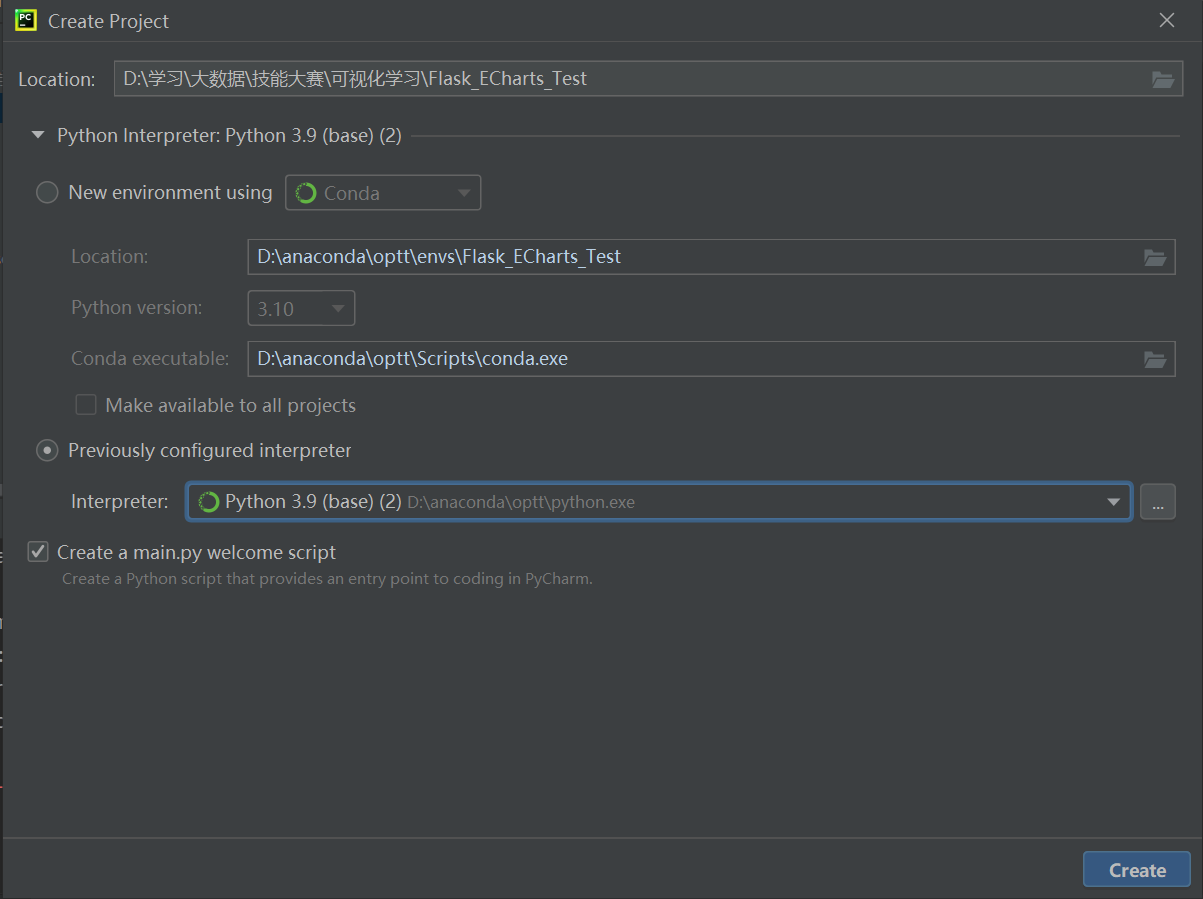 PC Create Project
Location: D:\学习\大数据\技能大赛\可视化学习\Flask_ECharts_Test
Python Interpreter: Python 3.9 (base) (2)
New environment using Conda
Location: D:\anaconda\optt\envs\Flask_ECharts_Test
Python version: 3.10
Conda executable: D:\anaconda\optt\Scripts\conda.exe
Make available to all projects
Previously configured interpreter
Interpreter: Python 3.9 (base) (2) D:\anaconda\optt\python.exe ...
Create a main.py welcome script
Create a Python script that provides an entry point to coding in PyCharm.
Create